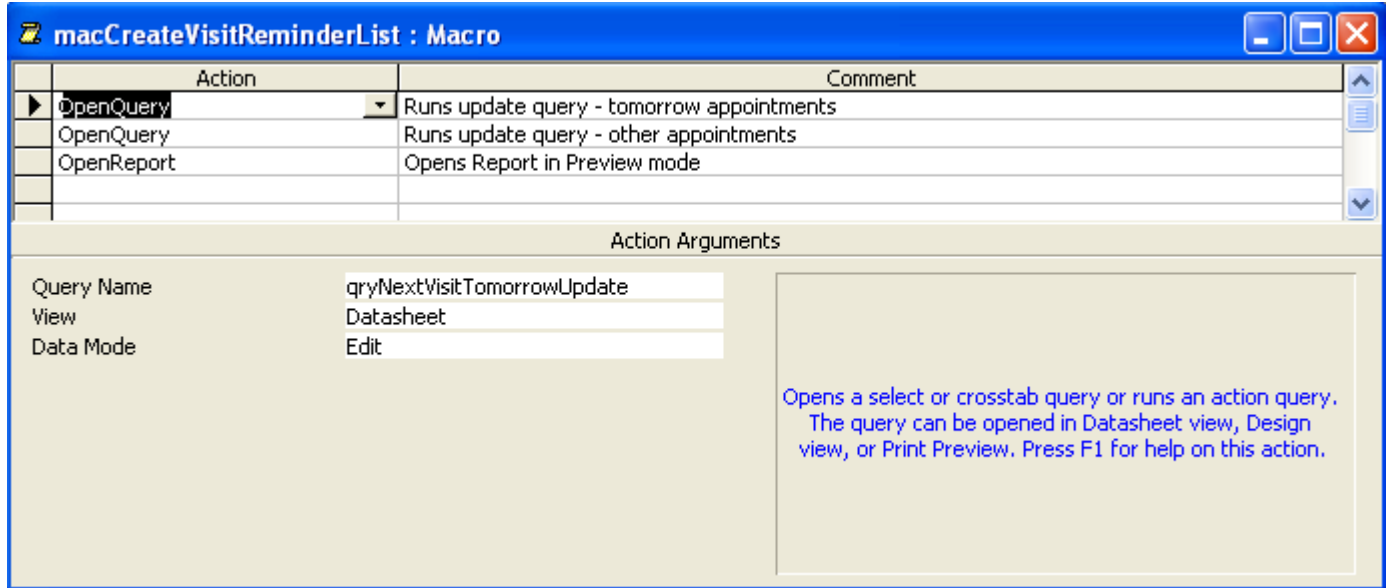 macCreateVisitReminderList : Macro
Action Comment
OpenQuery Runs update query - tomorrow appointments
OpenQuery Runs update query - other appointments
OpenReport Opens Report in Preview mode
Action Arguments
Query Name qryNextVisitTomorrowUpdate
View Datasheet
Data Mode Edit
Opens a select or crosstab query or runs an action query.
The query can be opened in Datasheet view, Design
view, or Print Preview. Press F1 for help on this action.